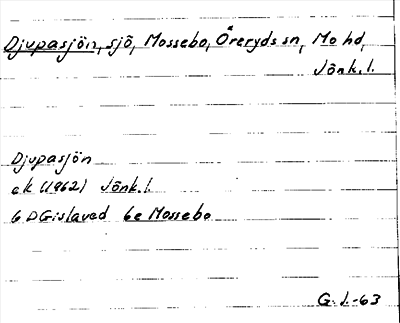 Djupasjön, sjö, Mossebo, Öreryds sn, Mo hd,
Jönk.l.
Djupasjön
ek (1962) Jönk.l.
6 D Gislaved 6e Mossebo
G. J.-63